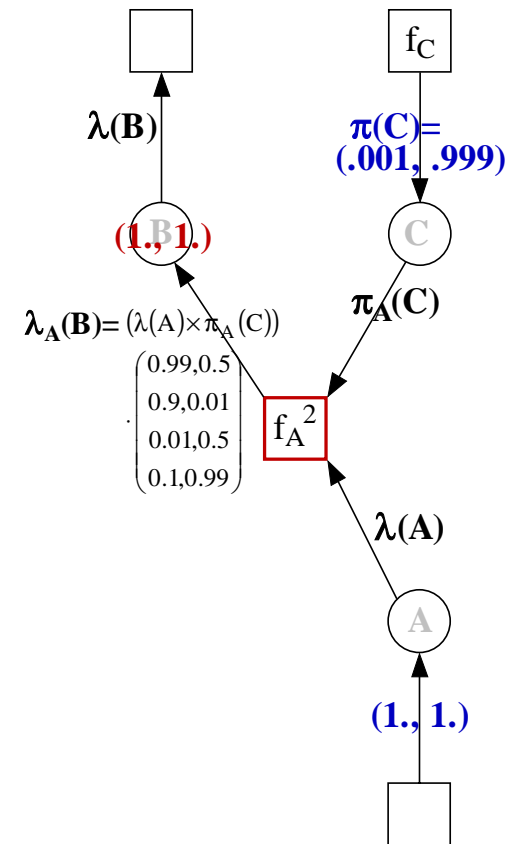 f_C
λ(B)
π(C)=
(.001, .999)
B
(1., 1.)
C
λ_A(B)= (λ(A)×π_A(C))
π_A(C)
· (0.99,0.5
0.9,0.01
0.01,0.5
0.1,0.99)
f_A^2
λ(A)
A
(1., 1.)